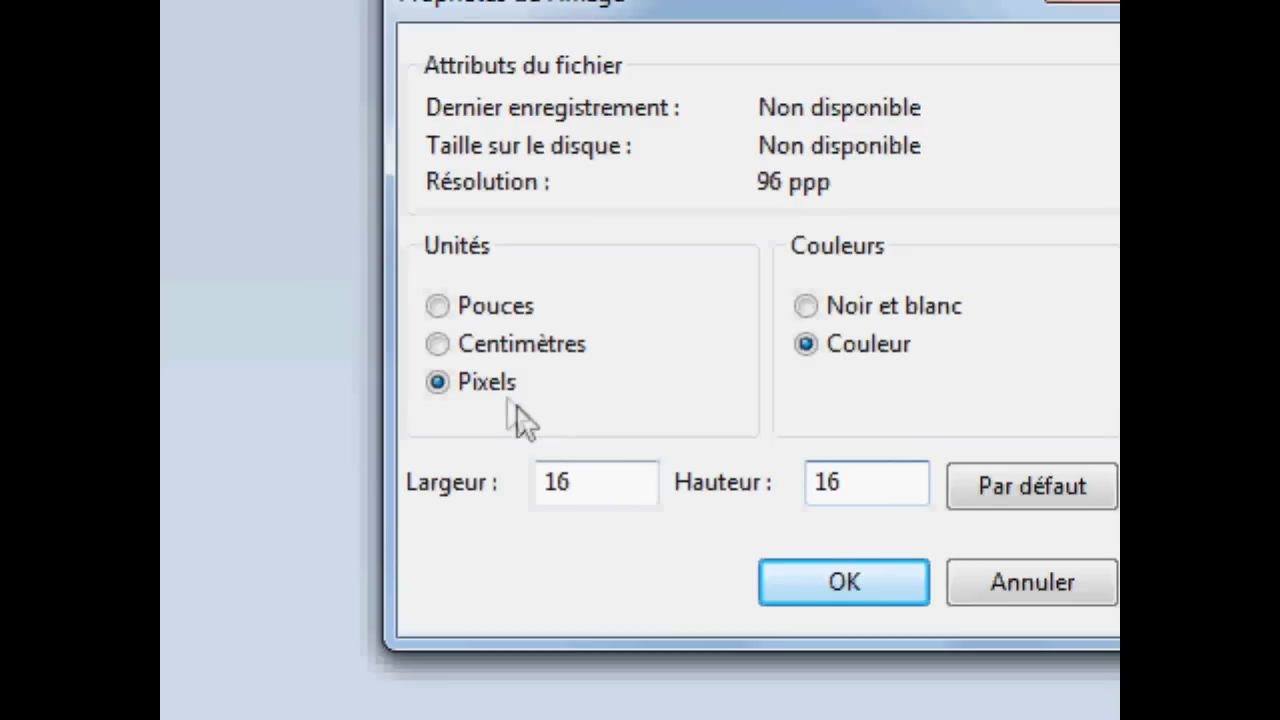 Attributs du fichier
Dernier enregistrement : Non disponible
Taille sur le disque : Non disponible
Résolution : 96 ppp
Unités Couleurs
Pouces Noir et blanc
Centimètres Couleur
Pixels
Largeur : 16 Hauteur : 16 Par défaut
OK Annuler